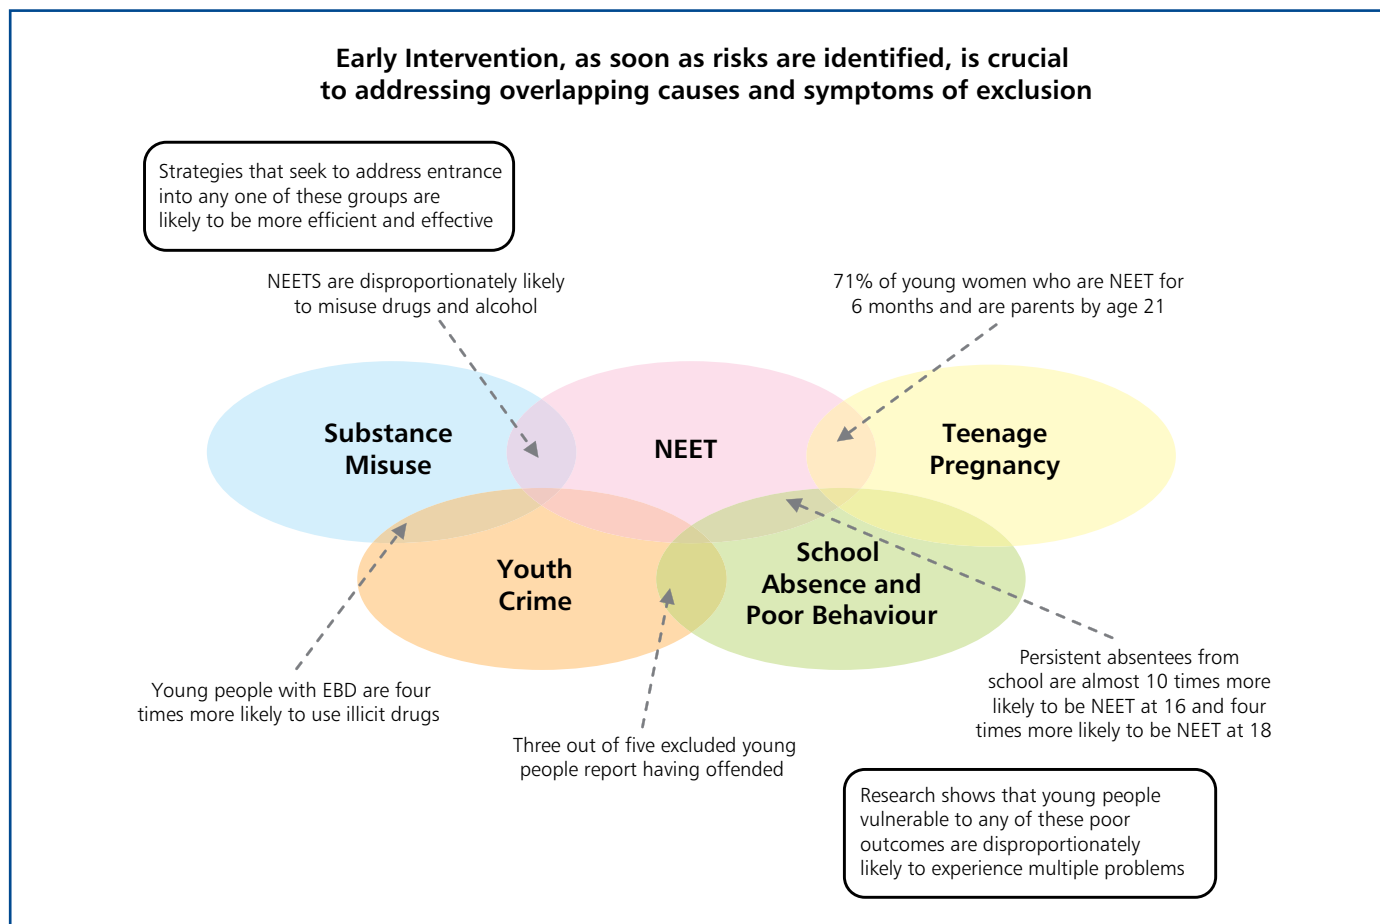 Early Intervention, as soon as risks are identified, is crucial
to addressing overlapping causes and symptoms of exclusion
Strategies that seek to address entrance
into any one of these groups are
likely to be more efficient and effective
NEETS are disproportionately likely
to misuse drugs and alcohol
71% of young women who are NEET for
6 months and are parents by age 21
Substance
Misuse
NEET
Teenage
Pregnancy
Youth
Crime
School
Absence and
Poor Behaviour
Young people with EBD are four
times more likely to use illicit drugs
Three out of five excluded young
people report having offended
Persistent absentees from
school are almost 10 times more
likely to be NEET at 16 and four
times more likely to be NEET at 18
Research shows that young people
vulnerable to any of these poor
outcomes are disproportionately
likely to experience multiple problems